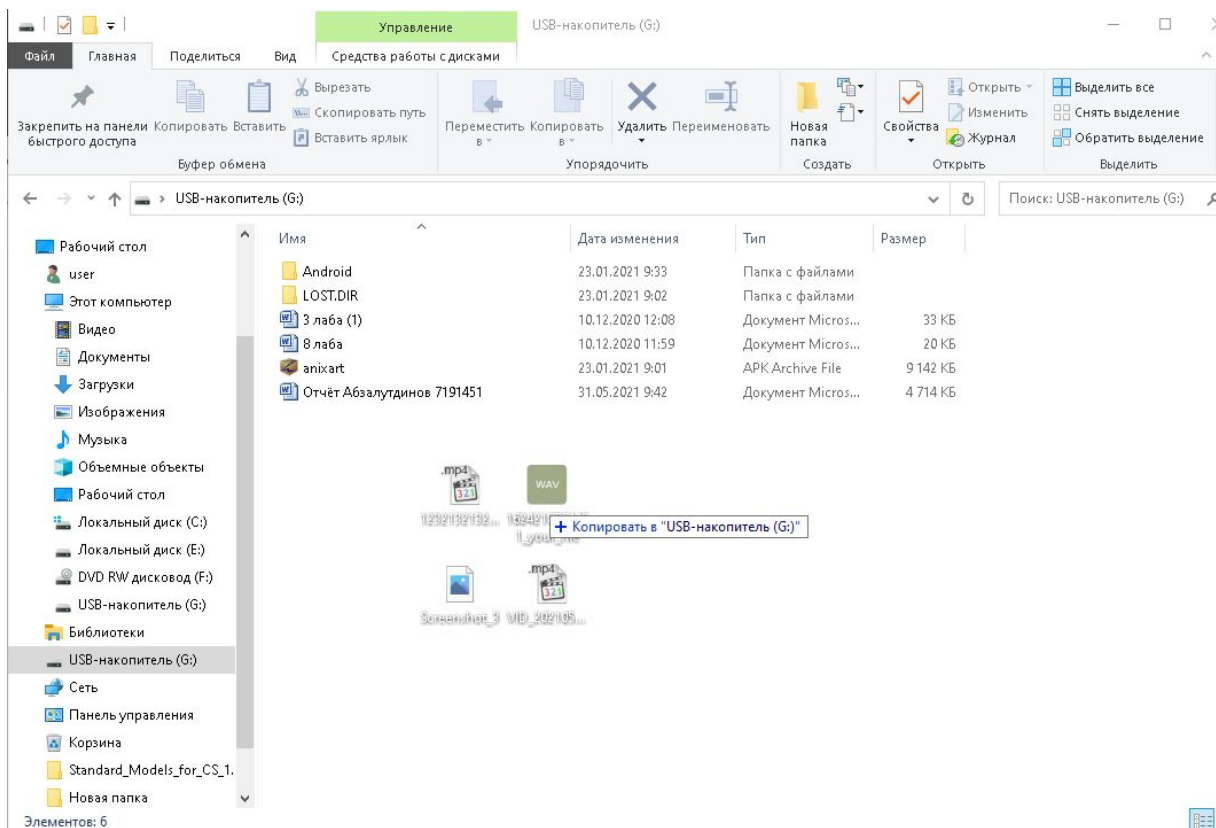 Управление
USB-накопитель (G:)
Файл Главная Поделиться Вид Средства работы с дисками
Закрепить на панели быстрого доступа
Копировать
Вставить
Вырезать
Скопировать путь
Вставить ярлык
Буфер обмена
Переместить в
Копировать в
Удалить
Переименовать
Упорядочить
Новая папка
Создать
Свойства
Открыть
Изменить
Журнал
Открыть
Выделить все
Снять выделение
Обратить выделение
Выделить
USB-накопитель (G:)
Поиск: USB-накопитель (G:)
Рабочий стол
user
Этот компьютер
Видео
Документы
Загрузки
Изображения
Музыка
Объемные объекты
Рабочий стол
Локальный диск (C:)
Локальный диск (E:)
DVD RW дисковод (F:)
USB-накопитель (G:)
Библиотеки
USB-накопитель (G:)
Сеть
Панель управления
Корзина
Standard_Models_for_CS_1.
Новая папка
Имя Дата изменения Тип Размер
Android 23.01.2021 9:33 Папка с файлами
LOST.DIR 23.01.2021 9:02 Папка с файлами
3 лаба (1) 10.12.2020 12:08 Документ Micros... 33 КБ
8 лаба 10.12.2020 11:59 Документ Micros... 20 КБ
anixart 23.01.2021 9:01 APK Archive File 9 142 КБ
Отчёт Абзалутдинов 7191451 31.05.2021 9:42 Документ Micros... 4 714 КБ
.mp4
321
WAV
Копировать в "USB-накопитель (G:)"
.mp4
321
Screenshot_3 VID_202105...
Элементов: 6